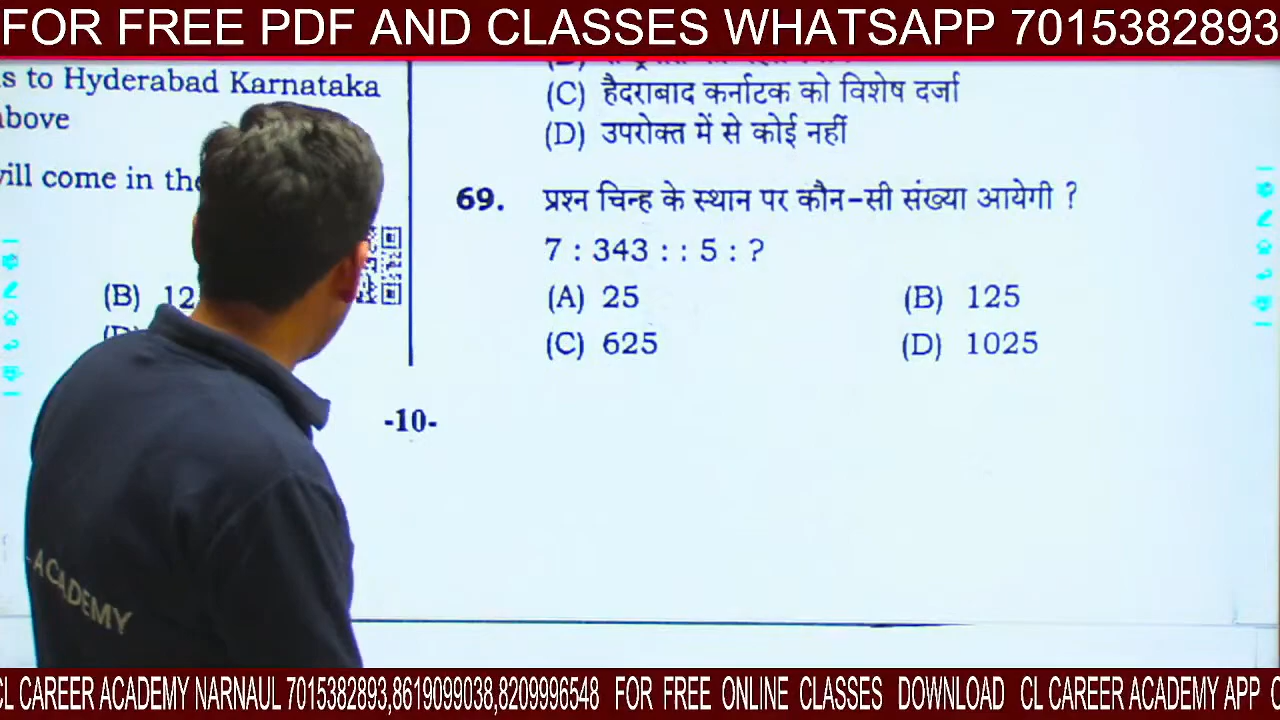 FOR FREE PDF AND CLASSES WHATSAPP 7015382893
s to Hyderabad Karnataka
bove
vill come in the
(B) 12
(C) हैदराबाद कर्नाटक को विशेष दर्जा
(D) उपरोक्त में से कोई नहीं
69. प्रश्न चिन्ह के स्थान पर कौन-सी संख्या आयेगी ?
7 : 343 : : 5 : ?
(A) 25 (B) 125
(C) 625 (D) 1025
-10-
ACADEMY
CL CAREER ACADEMY NARNAUL 7015382893,8619099038,8209996548 FOR FREE ONLINE CLASSES DOWNLOAD CL CAREER ACADEMY APP